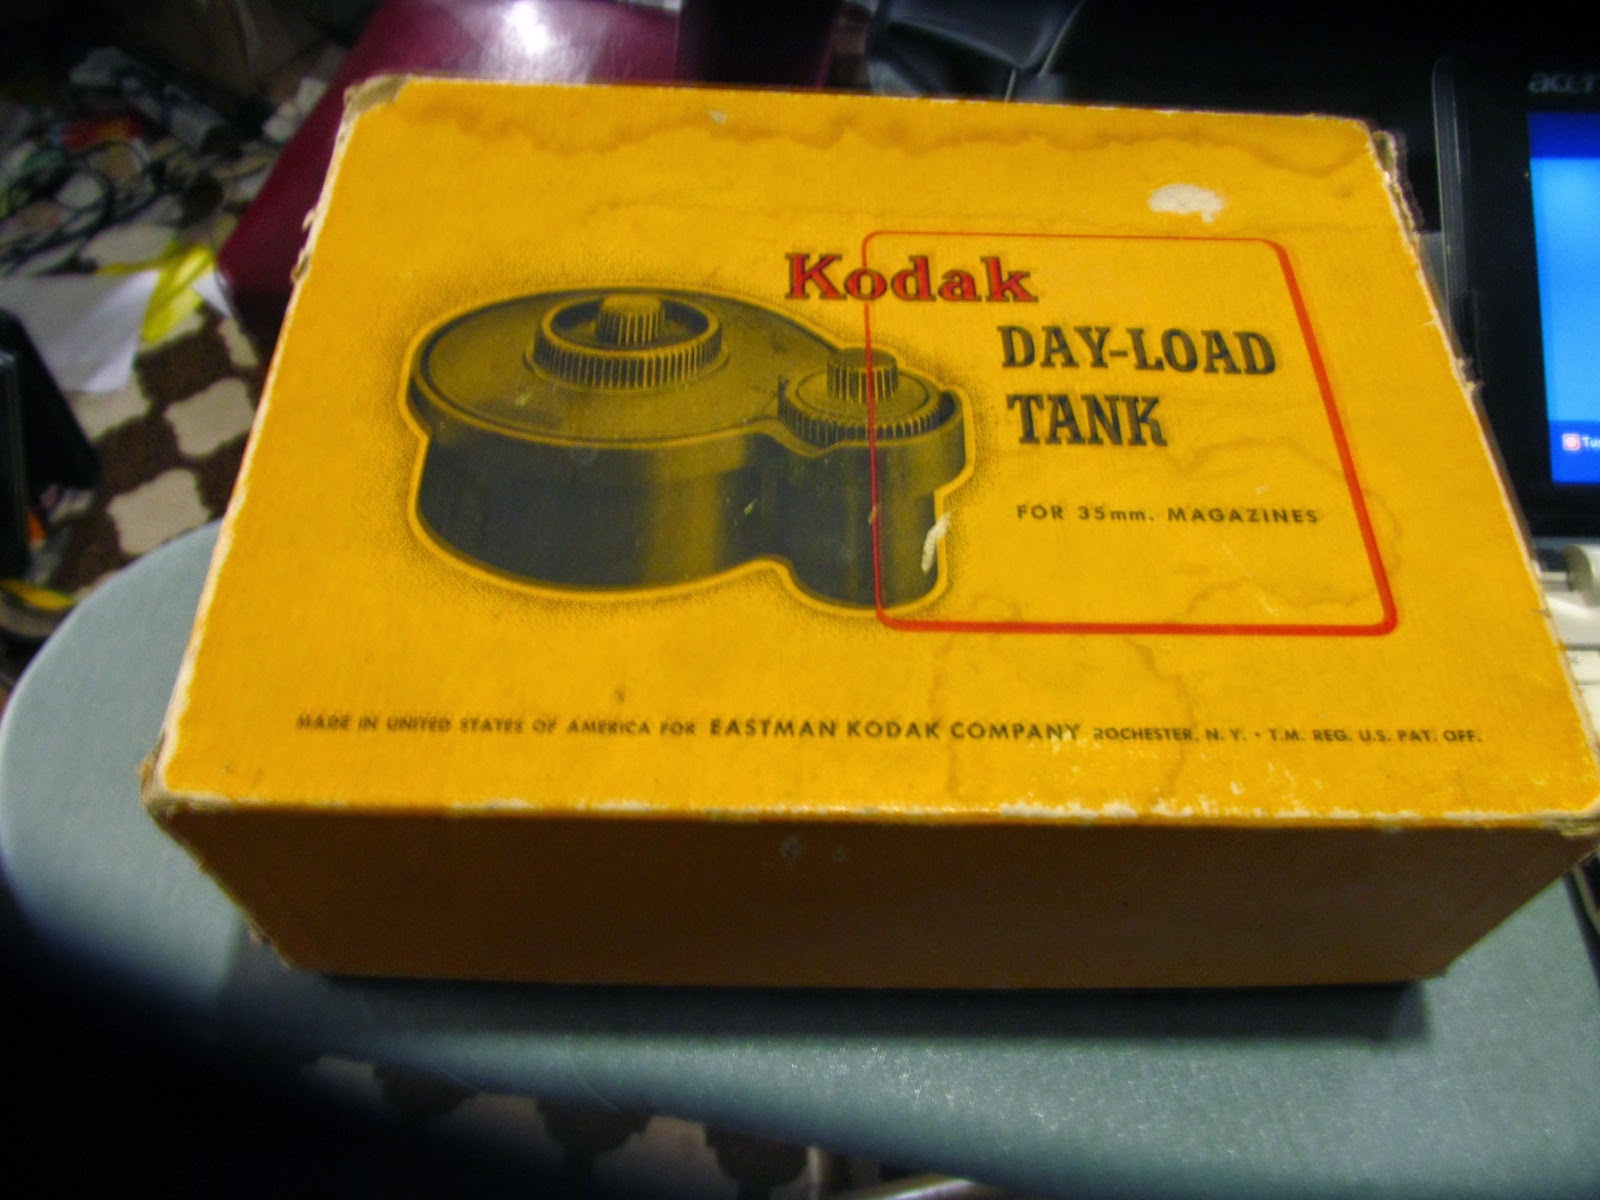 Kodak
DAY-LOAD
TANK
FOR 35mm. MAGAZINES
MADE IN UNITED STATES OF AMERICA FOR EASTMAN KODAK COMPANY ROCHESTER, N. Y. • T.M. REG. U.S. PAT. OFF.
acer